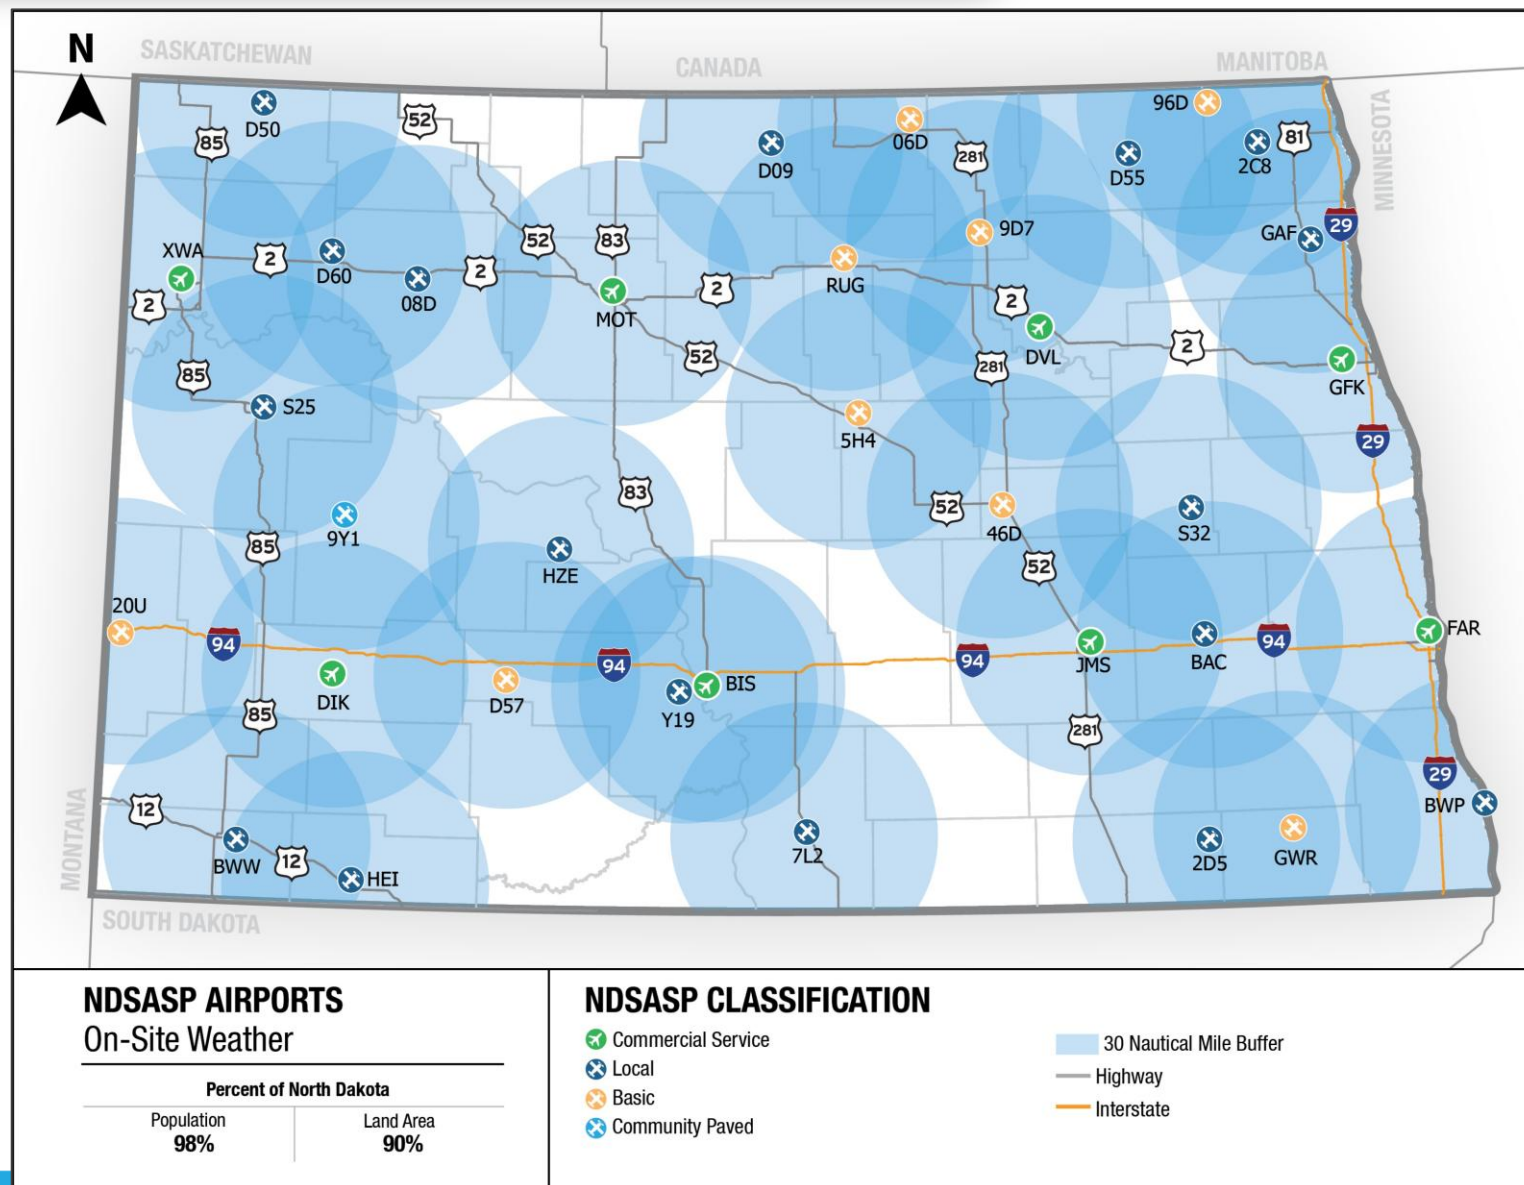 N
SASKATCHEWAN
CANADA
MANITOBA
MINNESOTA
MONTANA
SOUTH DAKOTA
D50
85
52
D09
06D
281
96D
D55
2C8
81
XWA
2
D60
08D
2
52
83
MOT
2
RUG
9D7
GAF
29
2
85
S25
52
5H4
2
DVL
281
2
GFK
29
9Y1
85
HZE
83
52
46D
52
S32
20U
94
DIK
D57
94
Y19
BIS
94
JMS
BAC
94
FAR
85
281
12
BWW
12
HEI
7L2
2D5
GWR
29
BWP
NDSASP AIRPORTS
On-Site Weather
Percent of North Dakota
Population
98%
Land Area
90%
NDSASP CLASSIFICATION
Commercial Service
Local
Basic
Community Paved
30 Nautical Mile Buffer
Highway
Interstate